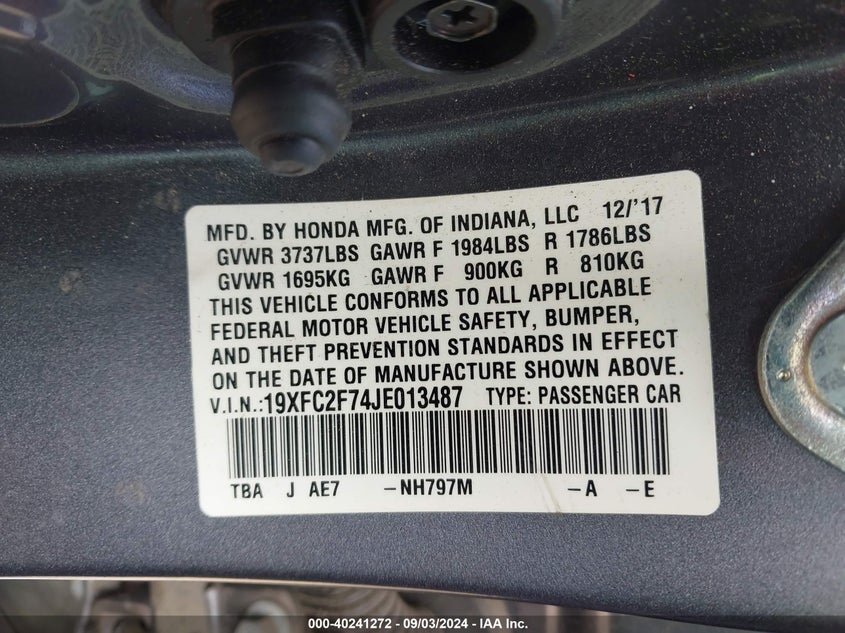 MFD. BY HONDA MFG. OF INDIANA, LLC 12/'17
GVWR 3737LBS GAWR F 1984LBS R 1786LBS
GVWR 1695KG GAWR F 900KG R 810KG
THIS VEHICLE CONFORMS TO ALL APPLICABLE
FEDERAL MOTOR VEHICLE SAFETY, BUMPER,
AND THEFT PREVENTION STANDARDS IN EFFECT
ON THE DATE OF MANUFACTURE SHOWN ABOVE.
V.I.N.:19XFC2F74JE013487 TYPE: PASSENGER CAR
TBA J AE7 -NH797M -A -E
000-40241272 - 09/03/2024 - IAA Inc.